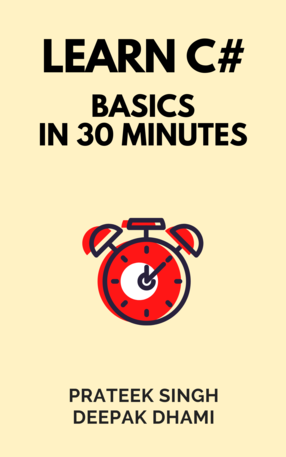 LEARN C#
BASICS
IN 30 MINUTES
PRATEEK SINGH
DEEPAK DHAMI